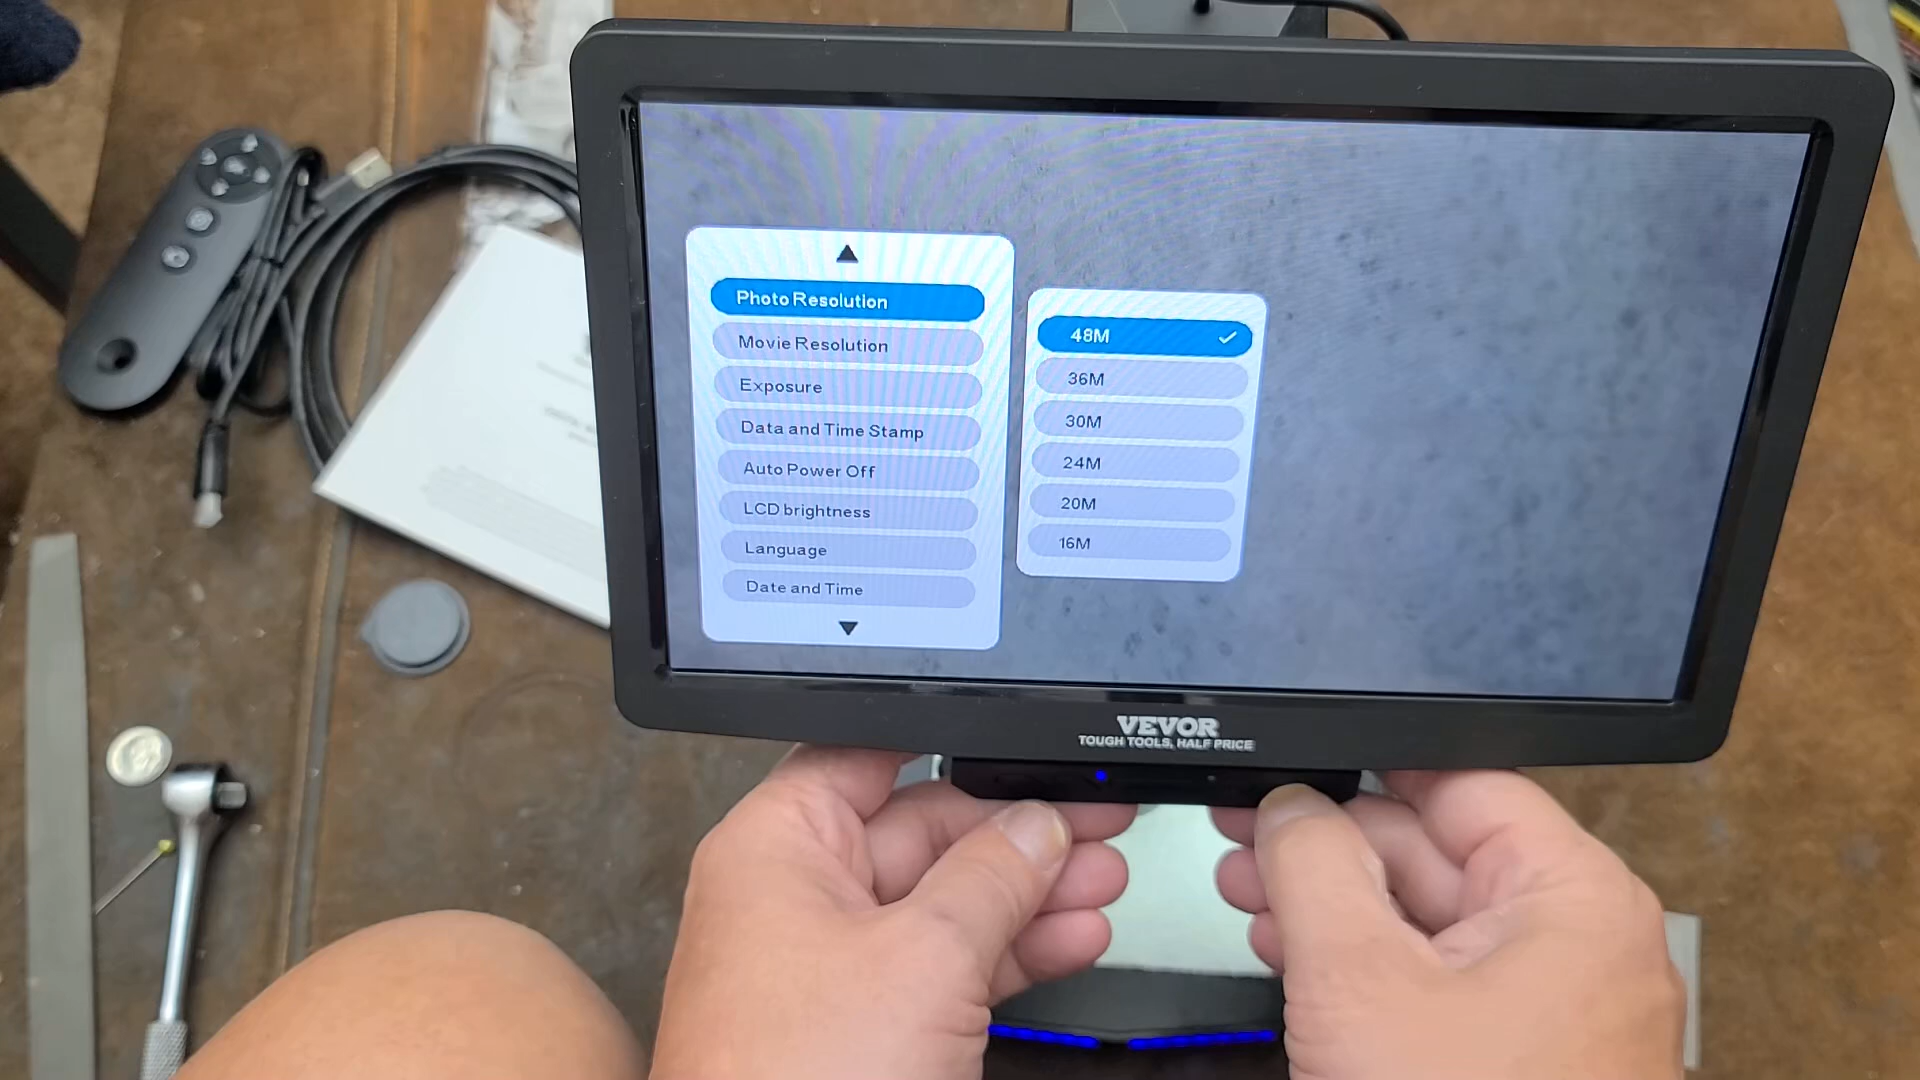 Photo Resolution
Movie Resolution
Exposure
Data and Time Stamp
Auto Power Off
LCD brightness
Language
Date and Time
48M
36M
30M
24M
20M
16M
VEVOR
TOUGH TOOLS, HALF PRICE